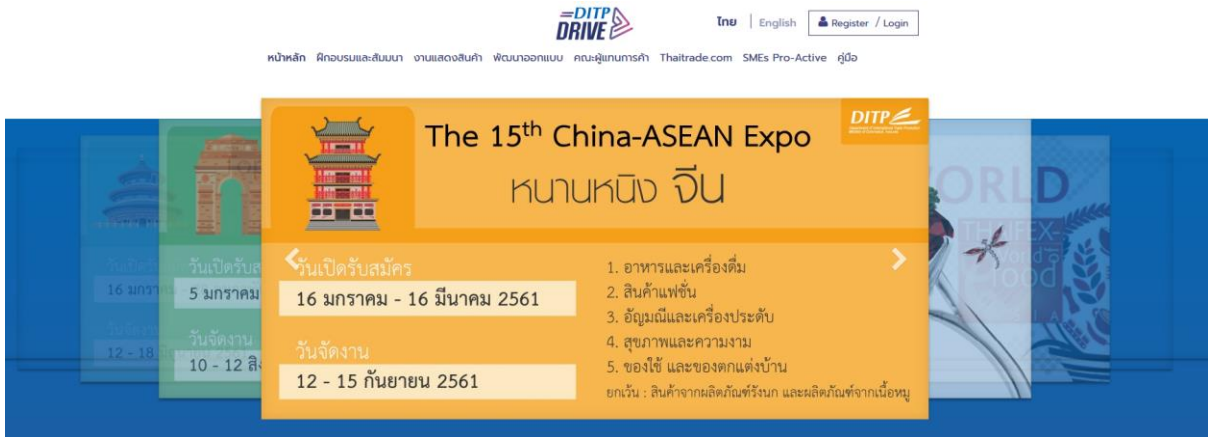 DITP
DRIVE
ไทย | English Register / Login
หน้าหลัก ฝึกอบรมและสัมมนา งานแสดงสินค้า พัฒนาออกแบบ คณะผู้แทนการค้า Thaitrade.com SMEs Pro-Active คู่มือ
DITP
The 15th China-ASEAN Expo
หนานหนิง จีน
วันเปิดรับสมัคร
16 มกราคม - 16 มีนาคม 2561
วันจัดงาน
12 - 15 กันยายน 2561
1. อาหารและเครื่องดื่ม
2. สินค้าแฟชั่น
3. อัญมณีและเครื่องประดับ
4. สุขภาพและความงาม
5. ของใช้ และของตกแต่งบ้าน
ยกเว้น : สินค้าจากผลิตภัณฑ์รังนก และผลิตภัณฑ์จากเนื้อหมู
วันเปิดรับส
5 มกราคม
วันจัดงาน
10 - 12 สิ
16 มกรา
12 - 18
ORLD
THAIFEX-
World of
food